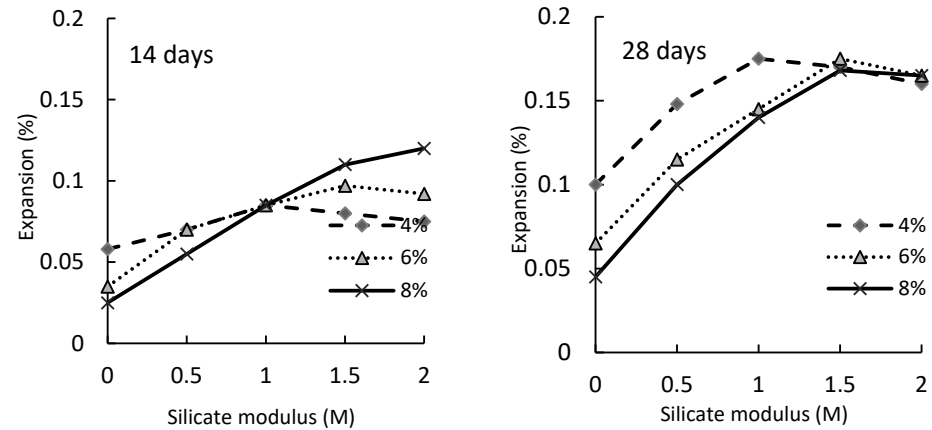 0.2
14 days
0.15
0.1
0.05
0
Expansion (%)
4%
6%
8%
0 0.5 1 1.5 2
Silicate modulus (M)
0.2
28 days
0.15
0.1
0.05
0
Expansion (%)
4%
6%
8%
0 0.5 1 1.5 2
Silicate modulus (M)